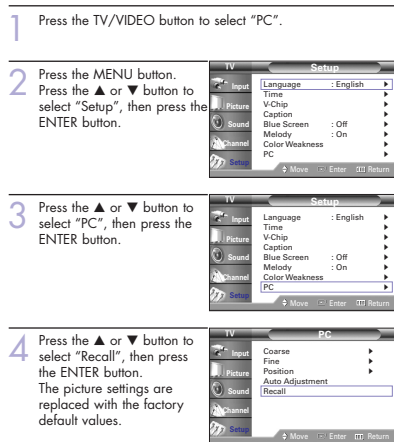 1
Press the TV/VIDEO button to select “PC”.
2
Press the MENU button.
Press the ▲ or ▼ button to
select “Setup”, then press the
ENTER button.
TV Setup
Input
Picture
Sound
Channel
Setup
Language : English ►
Time ►
V-Chip ►
Caption ►
Blue Screen : Off ►
Melody : On ►
Color Weakness ►
PC ►
Move Enter Return
3
Press the ▲ or ▼ button to
select “PC”, then press the
ENTER button.
TV Setup
Input
Picture
Sound
Channel
Setup
Language : English ►
Time ►
V-Chip ►
Caption ►
Blue Screen : Off ►
Melody : On ►
Color Weakness ►
PC ►
Move Enter Return
4
Press the ▲ or ▼ button to
select “Recall”, then press
the ENTER button.
The picture settings are
replaced with the factory
default values.
TV PC
Input
Picture
Sound
Channel
Setup
Coarse ►
Fine ►
Position ►
Auto Adjustment
Recall
Move Enter Return